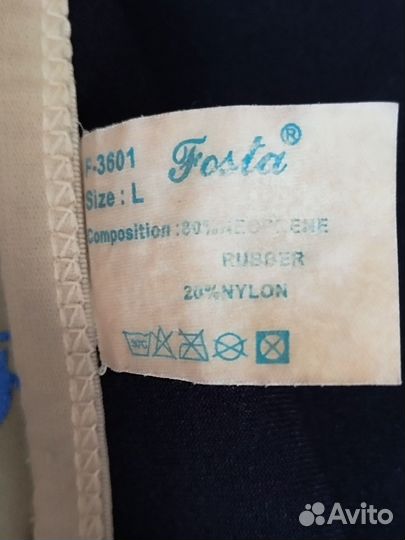 F-3601 Fosta®
Size : L
Composition : 80% NEOPRENE
RUBBER
20% NYLON
30°C
Avito